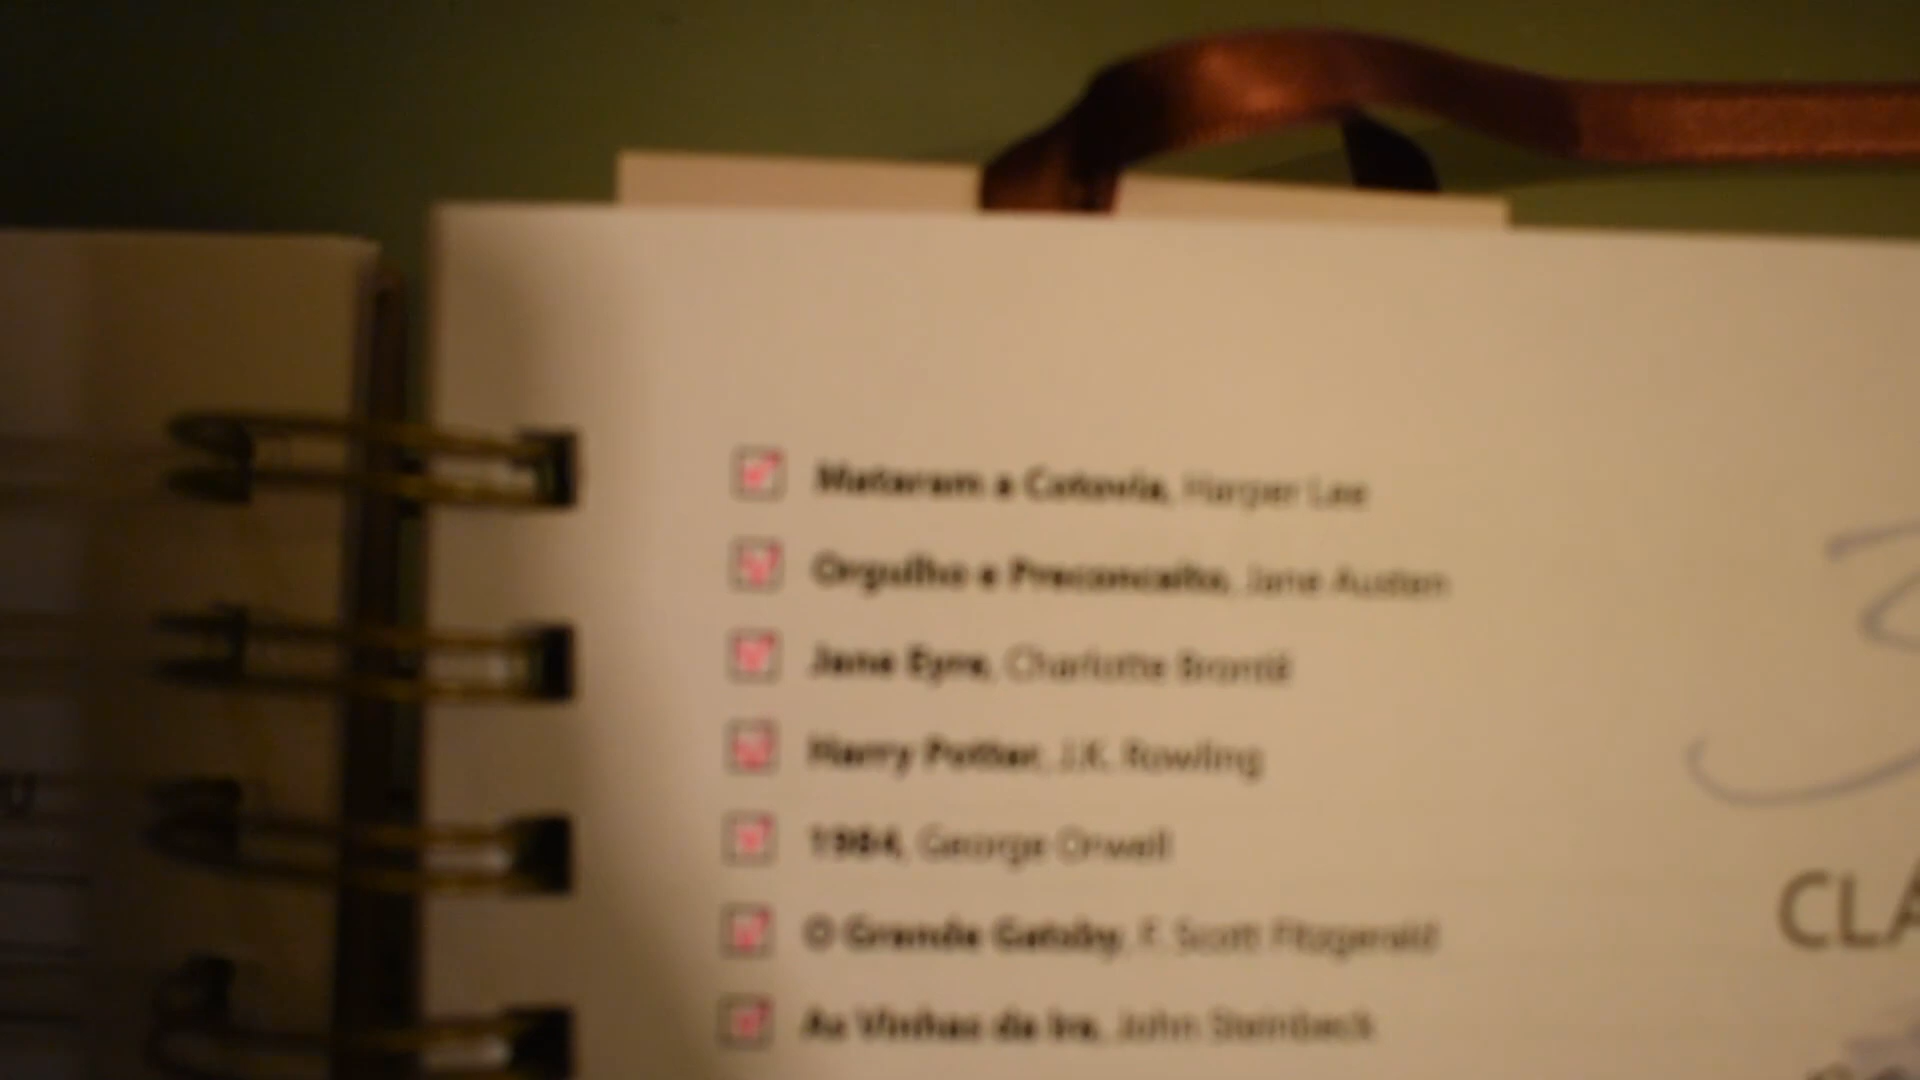 Mataram a Cotovia, Harper Lee
Orgulho e Preconceito, Jane Austen
Jane Eyre, Charlotte Brontë
Harry Potter, J.K. Rowling
1984, George Orwell
O Grande Gatsby, F. Scott Fitzgerald
As Vinhas da Ira, John Steinbeck
CLÁ